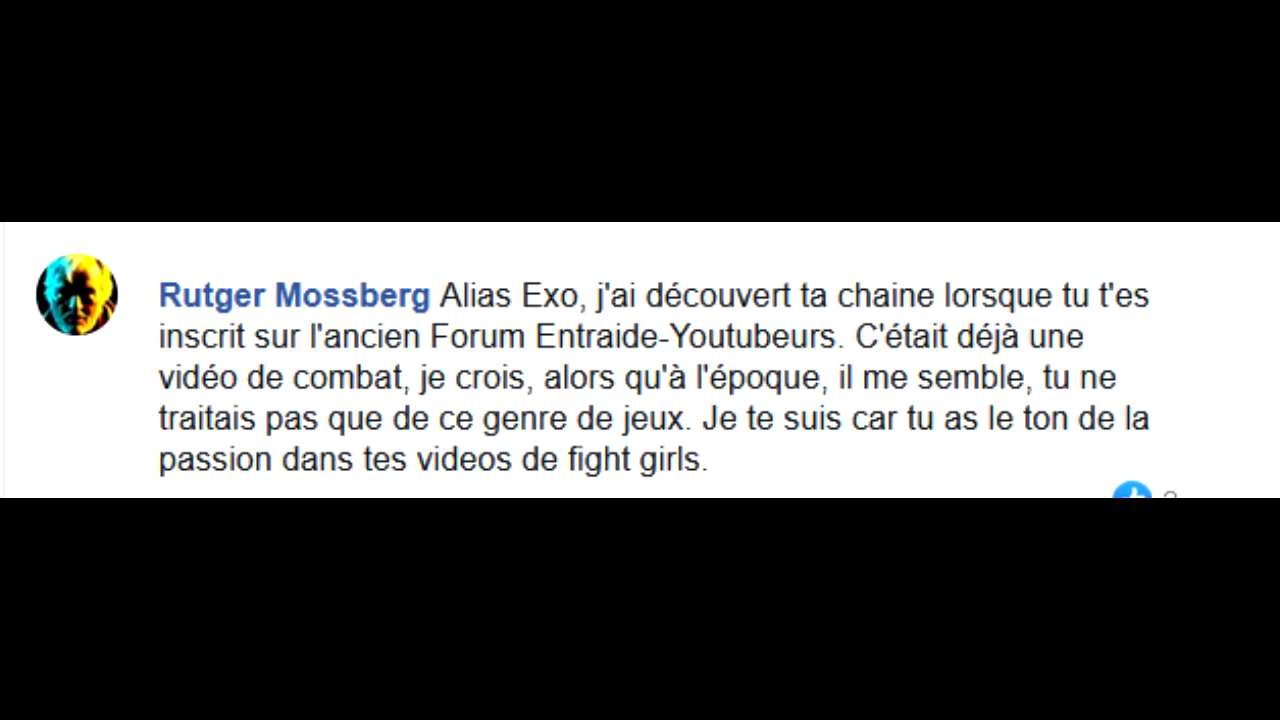 Rutger Mossberg Alias Exo, j'ai découvert ta chaine lorsque tu t'es
inscrit sur l'ancien Forum Entraide-Youtubeurs. C'était déjà une
vidéo de combat, je crois, alors qu'à l'époque, il me semble, tu ne
traitais pas que de ce genre de jeux. Je te suis car tu as le ton de la
passion dans tes videos de fight girls.